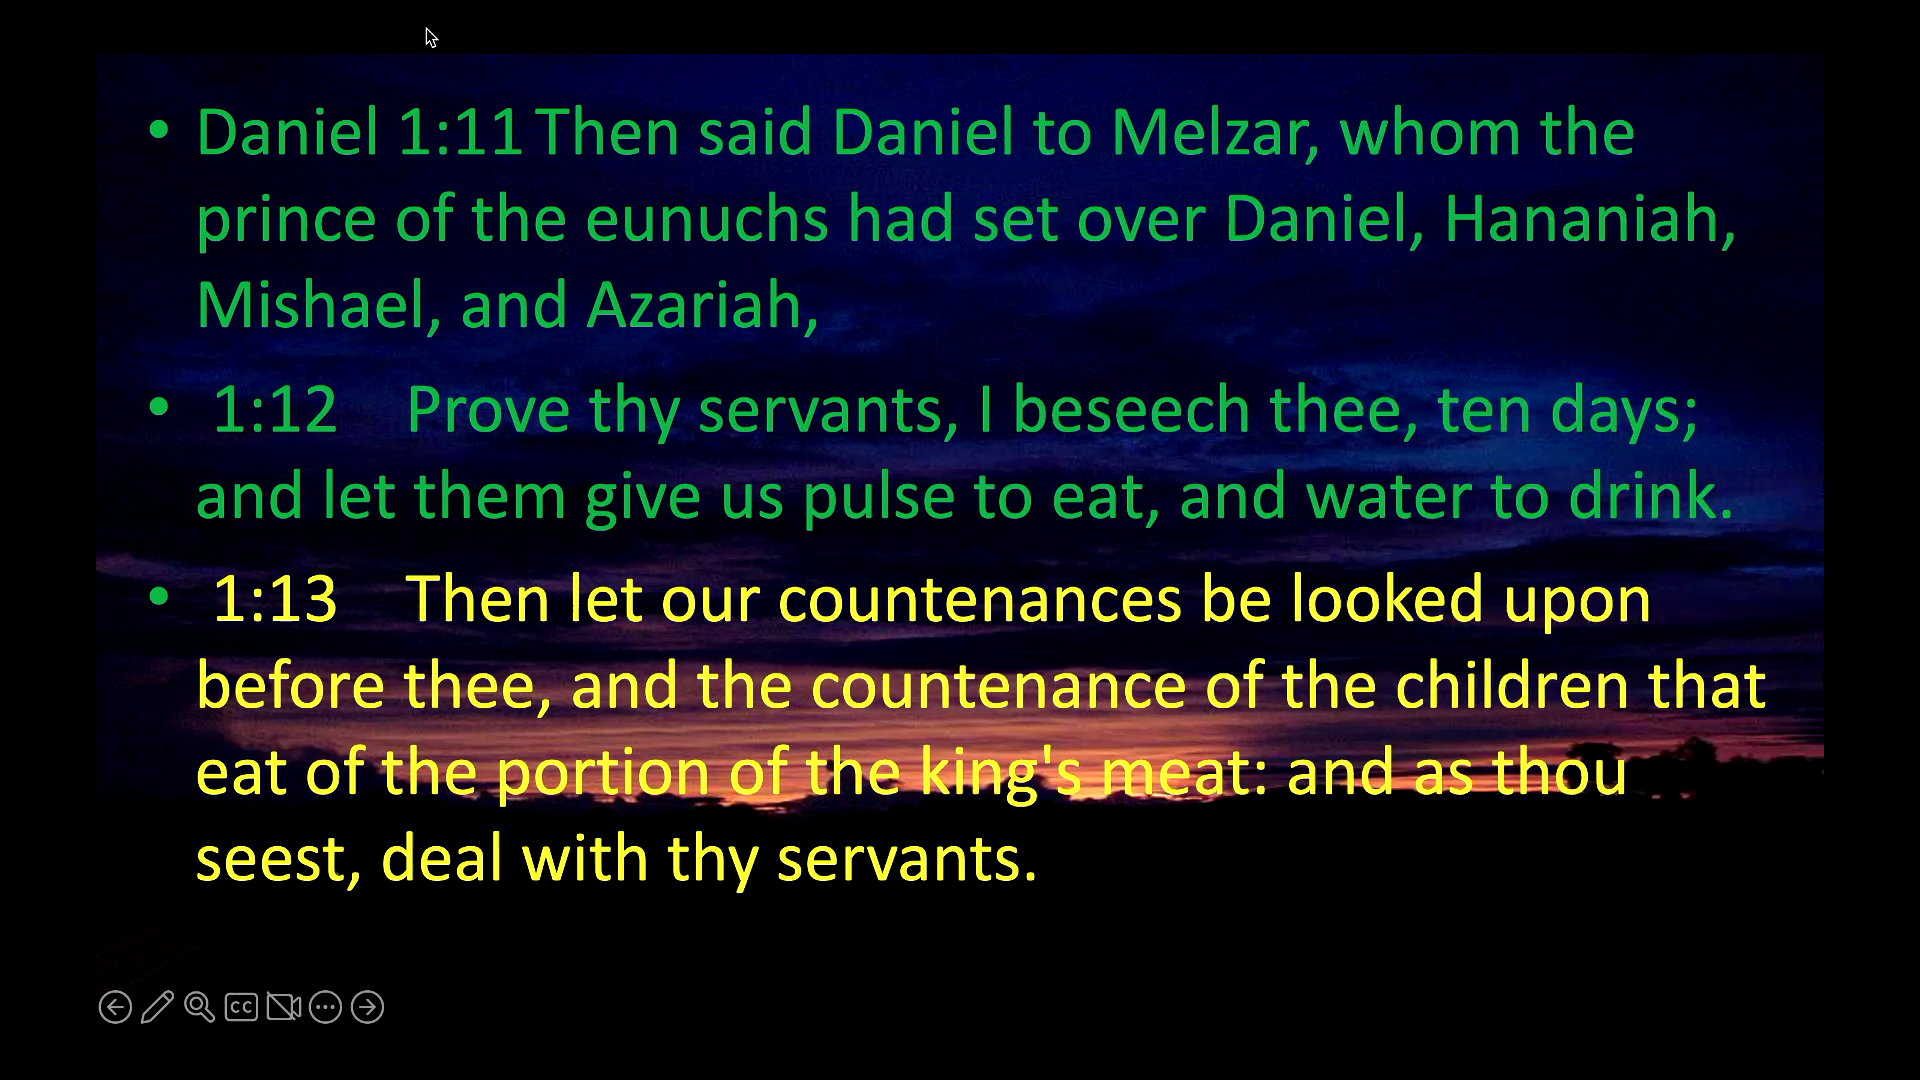 • Daniel 1:11 Then said Daniel to Melzar, whom the
prince of the eunuchs had set over Daniel, Hananiah,
Mishael, and Azariah,
• 1:12 Prove thy servants, I beseech thee, ten days;
and let them give us pulse to eat, and water to drink.
• 1:13 Then let our countenances be looked upon
before thee, and the countenance of the children that
eat of the portion of the king's meat: and as thou
seest, deal with thy servants.
CC